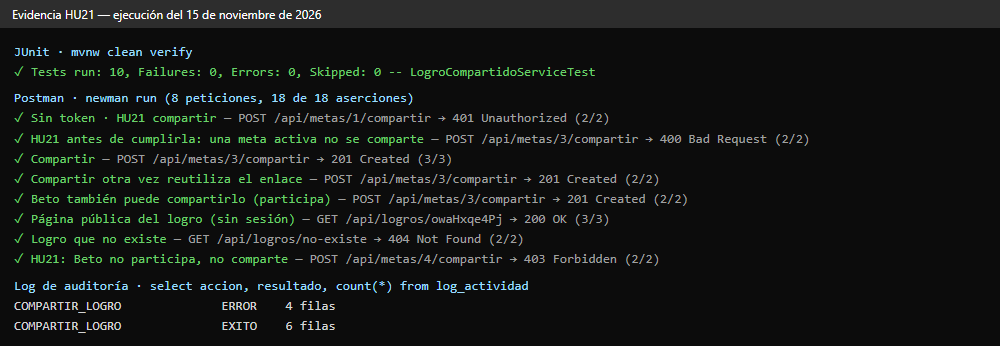 Evidencia HU21 — ejecución del 15 de noviembre de 2026
JUnit · mvnw clean verify
✓ Tests run: 10, Failures: 0, Errors: 0, Skipped: 0 -- LogroCompartidoServiceTest
Postman · newman run (8 peticiones, 18 de 18 aserciones)
✓ Sin token · HU21 compartir — POST /api/metas/1/compartir → 401 Unauthorized (2/2)
✓ HU21 antes de cumplirla: una meta activa no se comparte — POST /api/metas/3/compartir → 400 Bad Request (2/2)
✓ Compartir — POST /api/metas/3/compartir → 201 Created (3/3)
✓ Compartir otra vez reutiliza el enlace — POST /api/metas/3/compartir → 201 Created (2/2)
✓ Beto también puede compartirlo (participa) — POST /api/metas/3/compartir → 201 Created (2/2)
✓ Página pública del logro (sin sesión) — GET /api/logros/owaHxqe4Pj → 200 OK (3/3)
✓ Logro que no existe — GET /api/logros/no-existe → 404 Not Found (2/2)
✓ HU21: Beto no participa, no comparte — POST /api/metas/4/compartir → 403 Forbidden (2/2)
Log de auditoría · select accion, resultado, count(*) from log_actividad
COMPARTIR_LOGRO ERROR 4 filas
COMPARTIR_LOGRO EXITO 6 filas